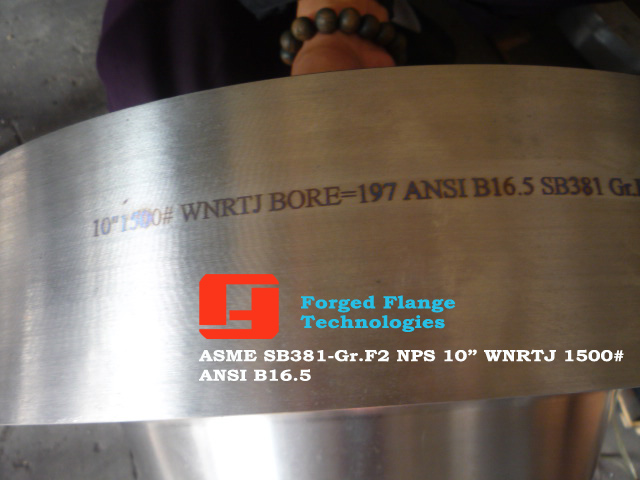 10" 1500# WNRTJ BORE=197 ANSI B16.5 SB381 Gr.
Forged Flange
Technologies
ASME SB381-Gr.F2 NPS 10” WNRTJ 1500#
ANSI B16.5